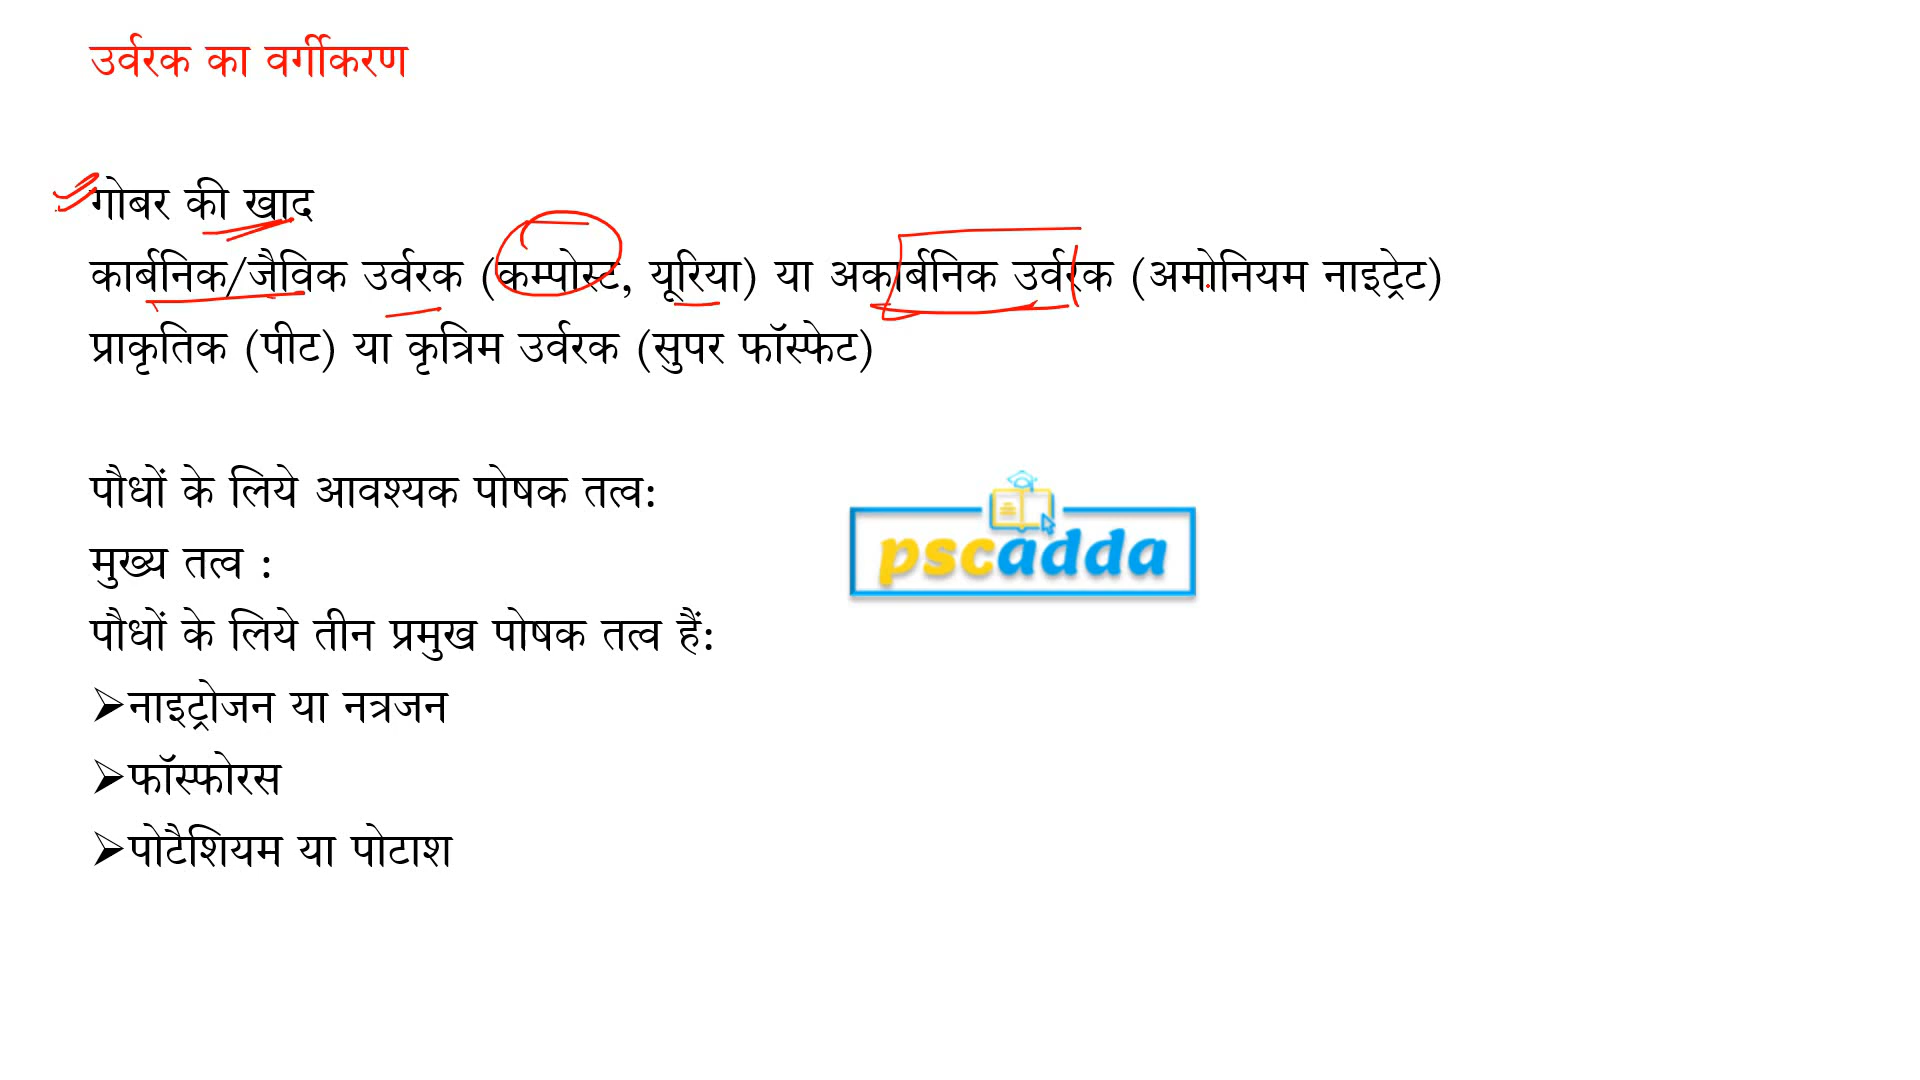 उर्वरक का वर्गीकरण
गोबर की खाद
कार्बनिक/जैविक उर्वरक (कम्पोस्ट, यूरिया) या अकार्बनिक उर्वरक (अमोनियम नाइट्रेट)
प्राकृतिक (पीट) या कृत्रिम उर्वरक (सुपर फॉस्फेट)
पौधों के लिये आवश्यक पोषक तत्व:
मुख्य तत्व :
पौधों के लिये तीन प्रमुख पोषक तत्व हैं:
➢नाइट्रोजन या नत्रजन
➢फॉस्फोरस
➢पोटैशियम या पोटाश
pscadda